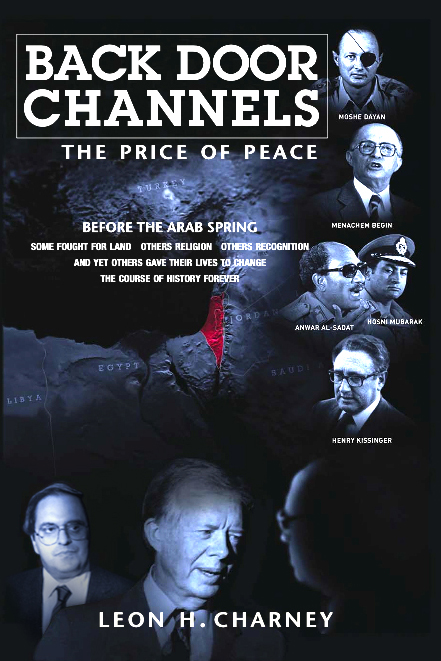 BACK DOOR
CHANNELS
THE PRICE OF PEACE
MOSHE DAYAN
TURKEY
MENACHEM BEGIN
BEFORE THE ARAB SPRING
SOME FOUGHT FOR LAND OTHERS RELIGION OTHERS RECOGNITION
AND YET OTHERS GAVE THEIR LIVES TO CHANGE
THE COURSE OF HISTORY FOREVER
JORDAN
HOSNI MUBARAK
ANWAR AL-SADAT
EGYPT
SAUDI
LIBYA
HENRY KISSINGER
LEON H. CHARNEY